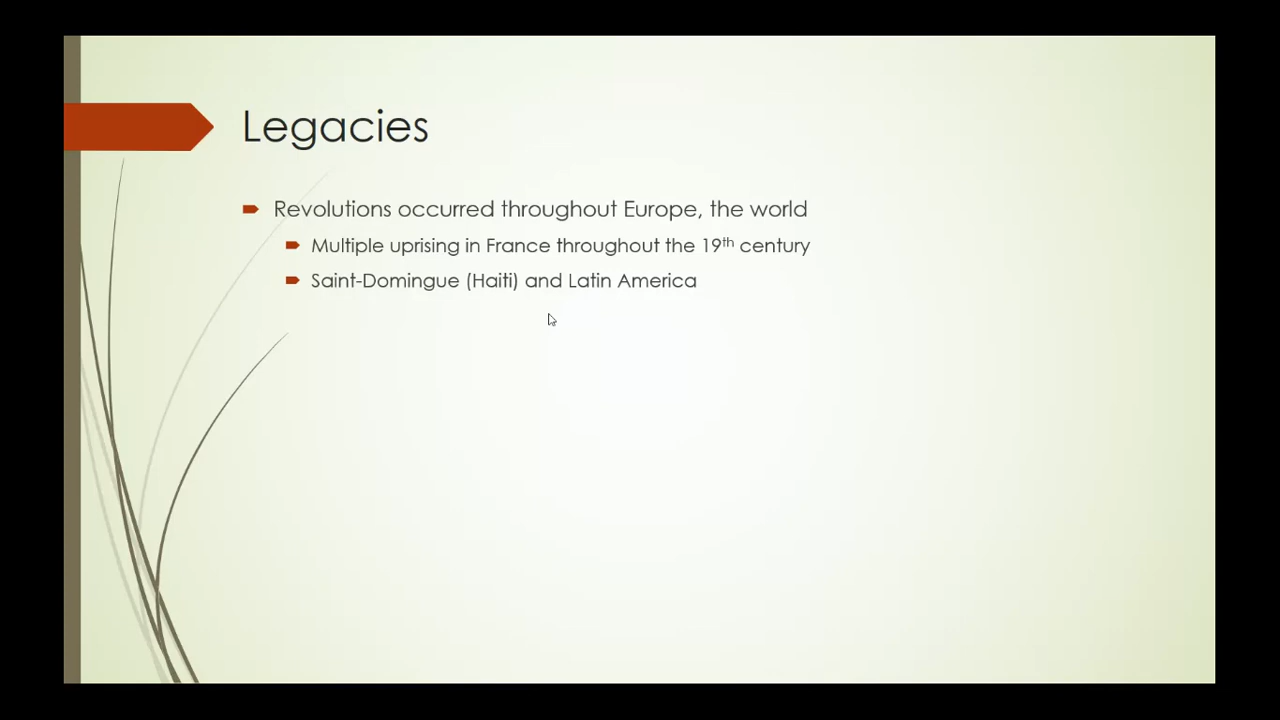 Legacies
Revolutions occurred throughout Europe, the world
Multiple uprising in France throughout the 19th century
Saint-Domingue (Haiti) and Latin America